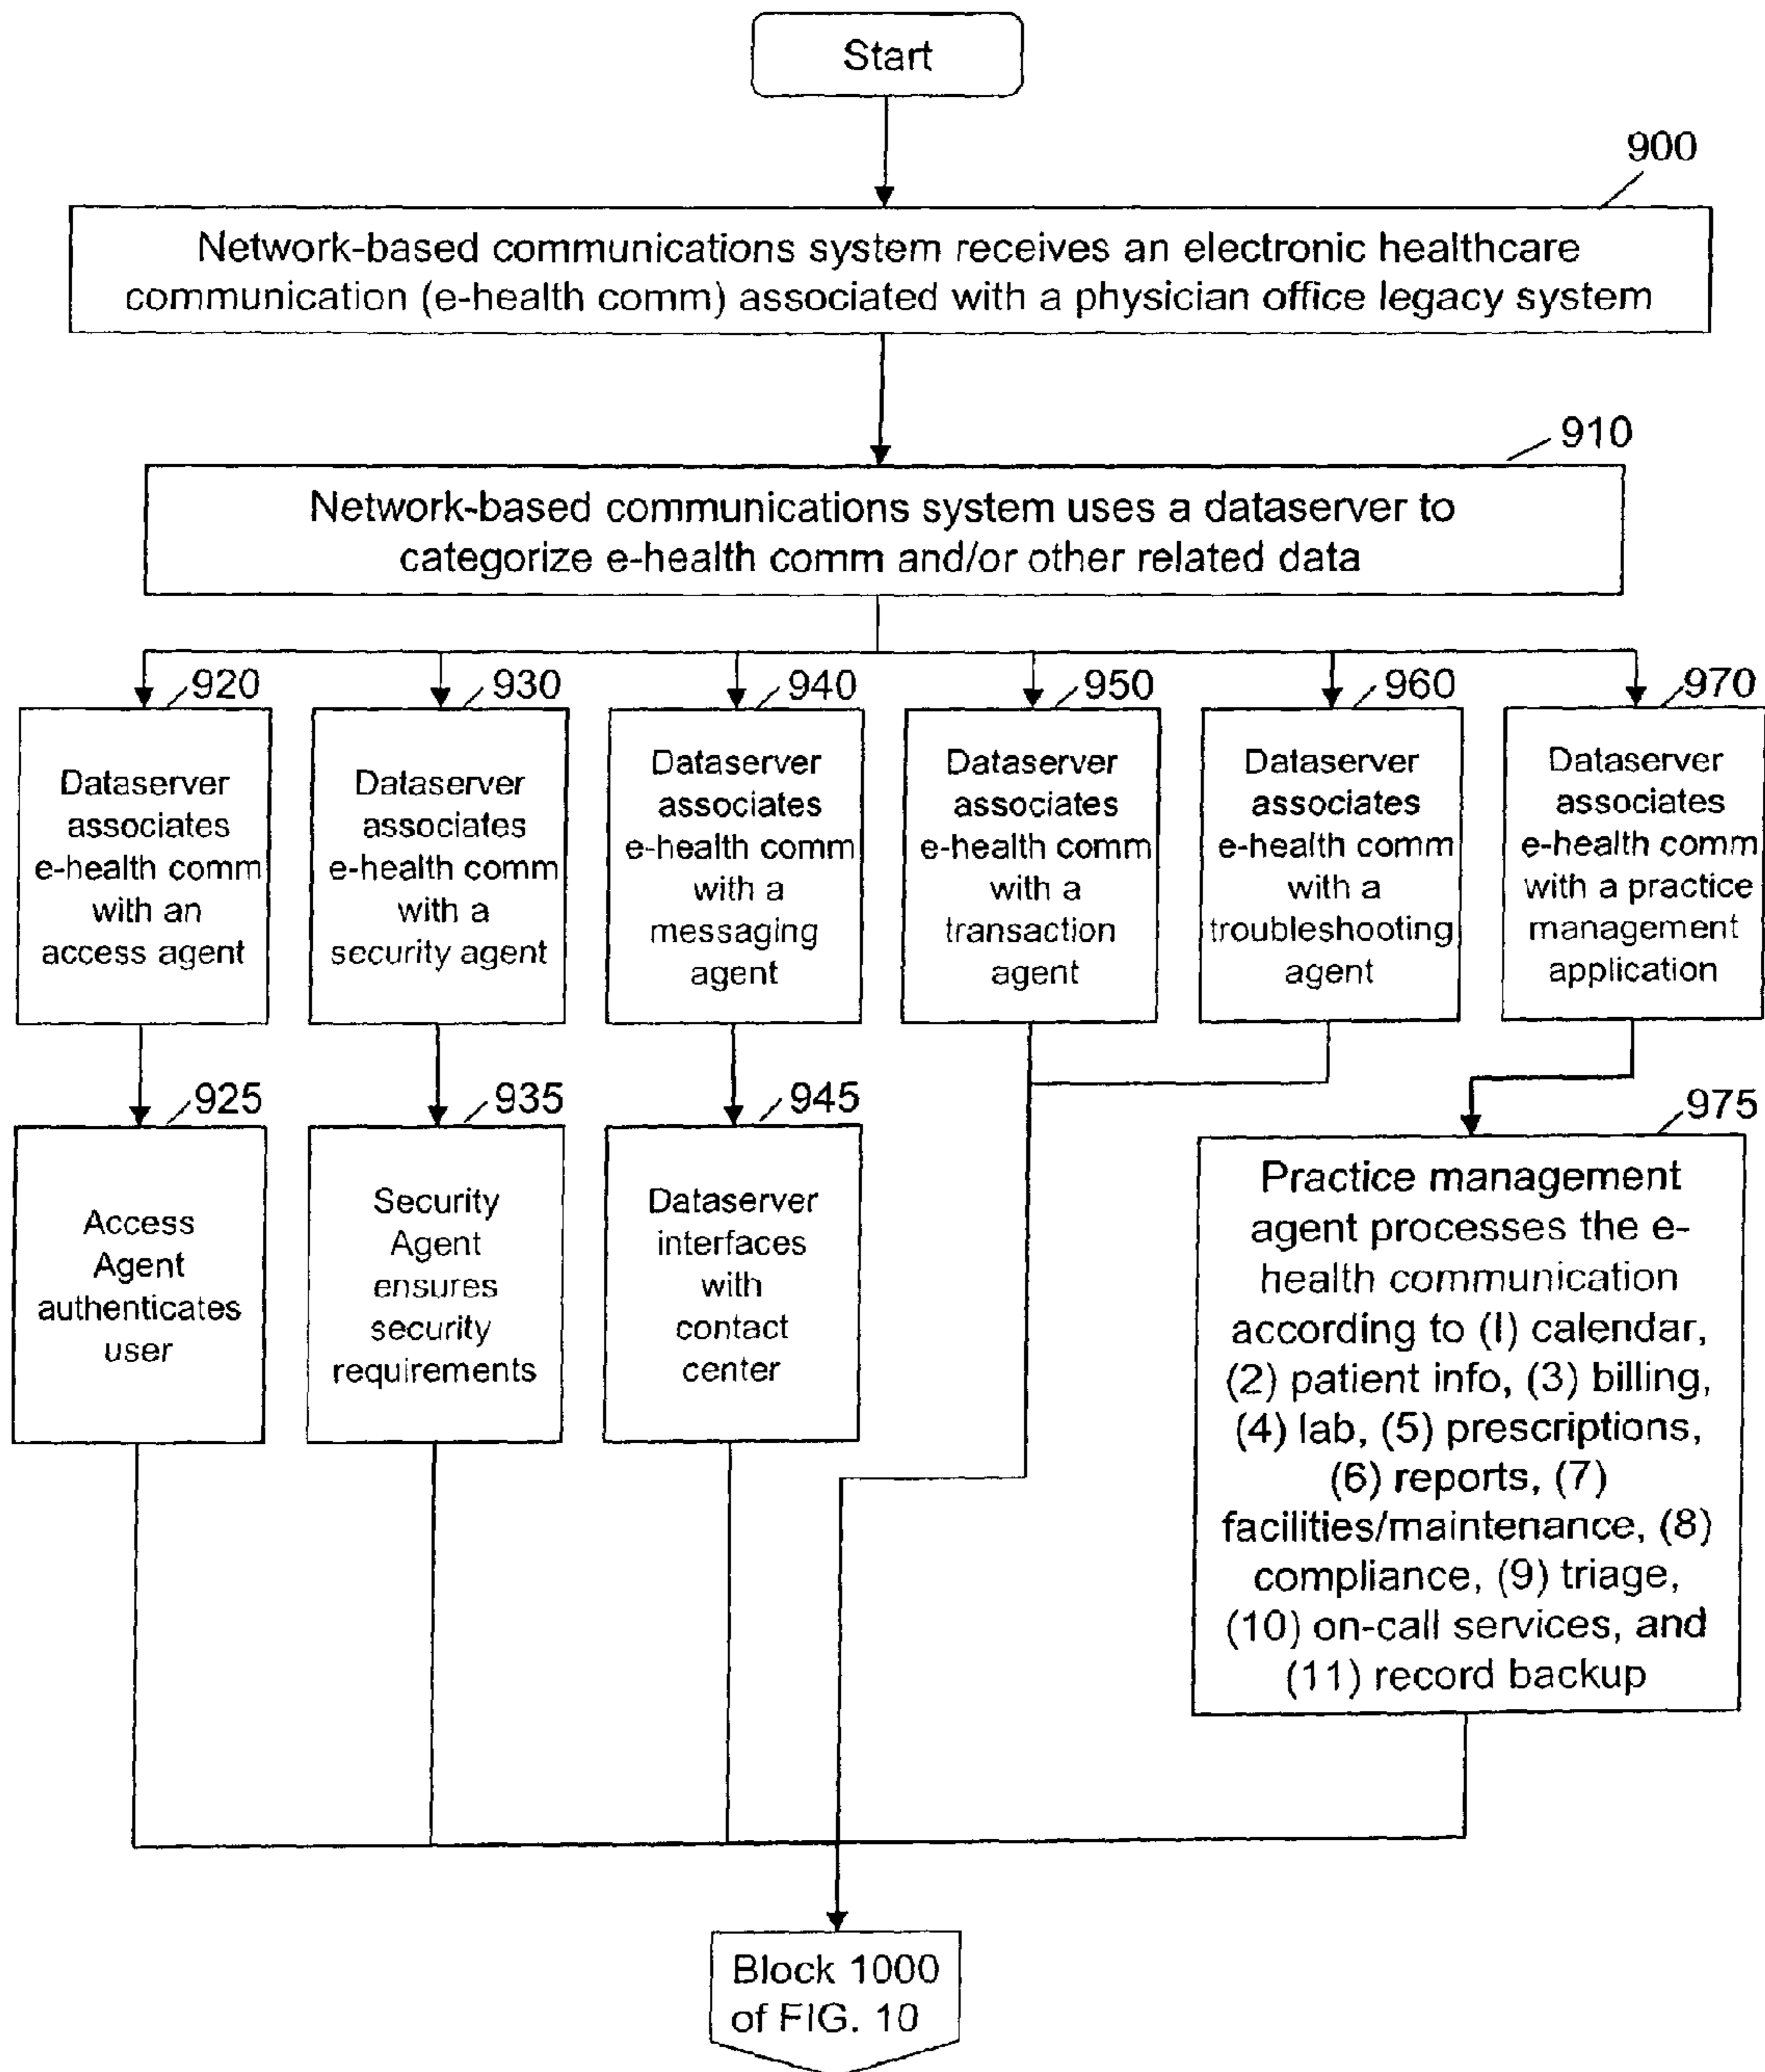 Start
900
Network-based communications system receives an electronic healthcare
communication (e-health comm) associated with a physician office legacy system
910
Network-based communications system uses a dataserver to
categorize e-health comm and/or other related data
920
Dataserver
associates
e-health comm
with an
access agent
930
Dataserver
associates
e-health comm
with a
security agent
940
Dataserver
associates
e-health comm
with a
messaging
agent
950
Dataserver
associates
e-health comm
with a
transaction
agent
960
Dataserver
associates
e-health comm
with a
troubleshooting
agent
970
Dataserver
associates
e-health comm
with a practice
management
application
925
Access
Agent
authenticates
user
935
Security
Agent
ensures
security
requirements
945
Dataserver
interfaces
with
contact
center
975
Practice management
agent processes the e-
health communication
according to (I) calendar,
(2) patient info, (3) billing,
(4) lab, (5) prescriptions,
(6) reports, (7)
facilities/maintenance, (8)
compliance, (9) triage,
(10) on-call services, and
(11) record backup
Block 1000
of FIG. 10